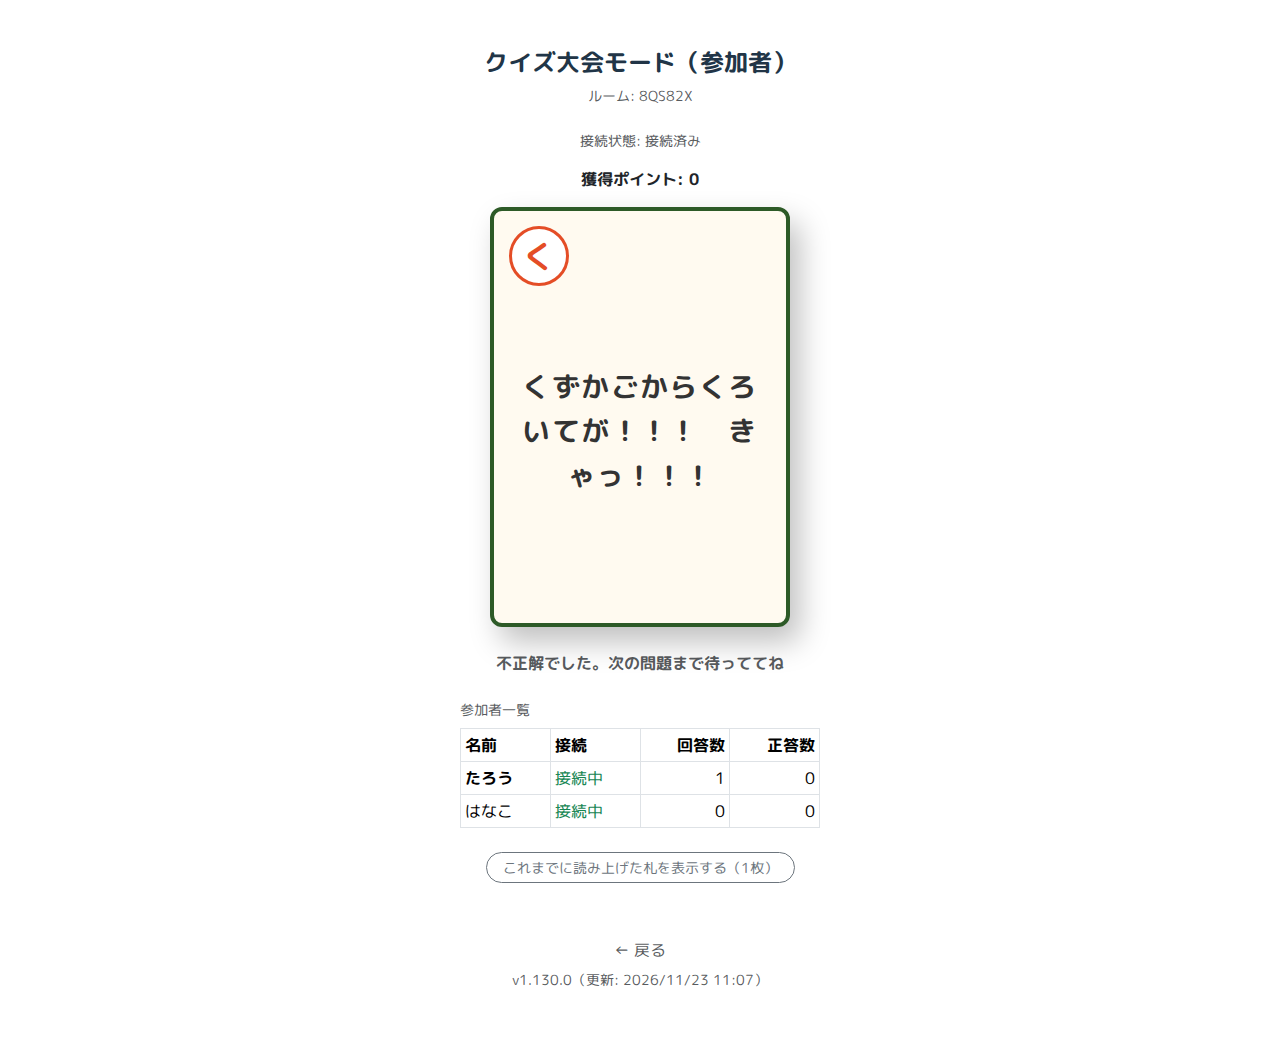 クイズ大会モード（参加者）
ルーム: 8QS82X
接続状態: 接続済み
獲得ポイント: 0
く
くずかごからくろ
いてが！！！　き
ゃっ！！！
不正解でした。次の問題まで待っててね
参加者一覧
名前 接続 回答数 正答数
たろう 接続中 1 0
はなこ 接続中 0 0
これまでに読み上げた札を表示する（1枚）
← 戻る
v1.130.0（更新: 2026/11/23 11:07）